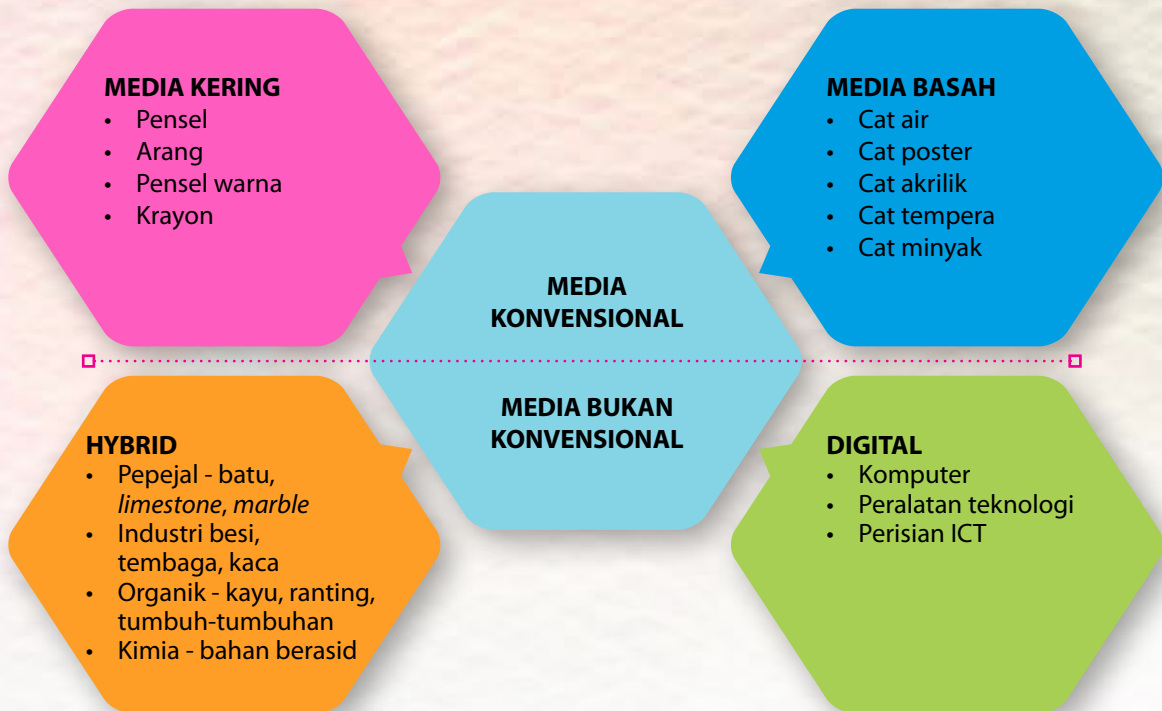 MEDIA KERING
• Pensel
• Arang
• Pensel warna
• Krayon
MEDIA BASAH
• Cat air
• Cat poster
• Cat akrilik
• Cat tempera
• Cat minyak
MEDIA
KONVENSIONAL
MEDIA BUKAN
KONVENSIONAL
HYBRID
• Pepejal - batu,
limestone, marble
• Industri besi,
tembaga, kaca
• Organik - kayu, ranting,
tumbuh-tumbuhan
• Kimia - bahan berasid
DIGITAL
• Komputer
• Peralatan teknologi
• Perisian ICT